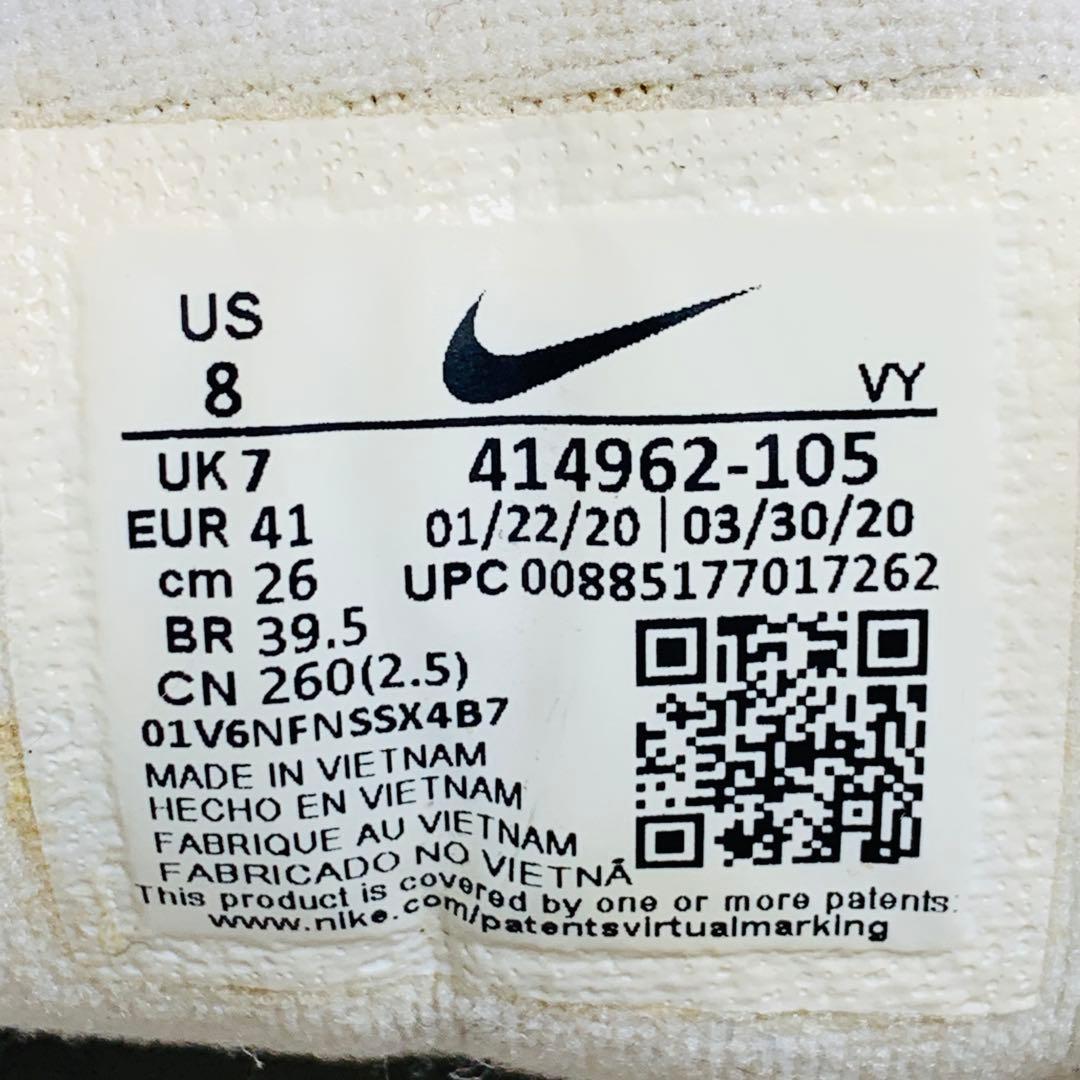 US
8
VY
UK 7
414962-105
EUR 41
01/22/20 | 03/30/20
cm 26
UPC 00885177017262
BR 39.5
CN 260(2.5)
01V6NFNSSX4B7
MADE IN VIETNAM
HECHO EN VIETNAM
FABRIQUE AU VIETNAM
FABRICADO NO VIETNÃ
This product is covered by one or more patents:
www.nike.com/patentsvirtualmarking